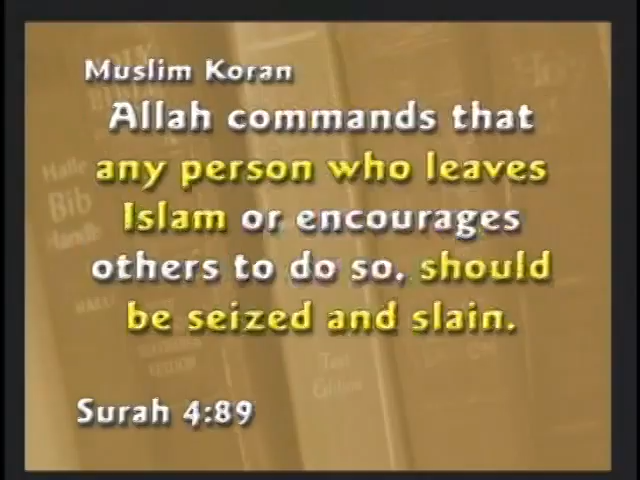 Muslim Koran
Allah commands that
any person who leaves
Islam or encourages
others to do so, should
be seized and slain.
Surah 4:89